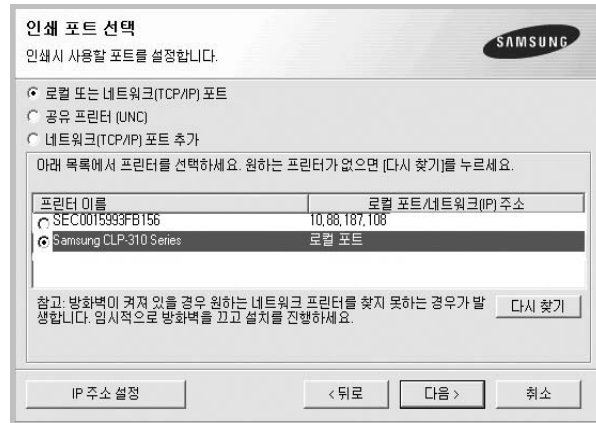 인쇄 포트 선택
인쇄시 사용할 포트를 설정합니다.
SAMSUNG
로컬 또는 네트워크(TCP/IP) 포트
공유 프린터 (UNC)
네트워크(TCP/IP) 포트 추가
아래 목록에서 프린터를 선택하세요. 원하는 프린터가 없으면 [다시 찾기]를 누르세요.
프린터 이름 로컬 포트/네트워크(IP) 주소
SEC0015993FB156 10,88,187,108
Samsung CLP-310 Series 로컬 포트
참고: 방화벽이 켜져 있을 경우 원하는 네트워크 프린터를 찾지 못하는 경우가 발
생합니다. 임시적으로 방화벽을 끄고 설치를 진행하세요.
다시 찾기
IP 주소 설정 <뒤로 다음> 취소